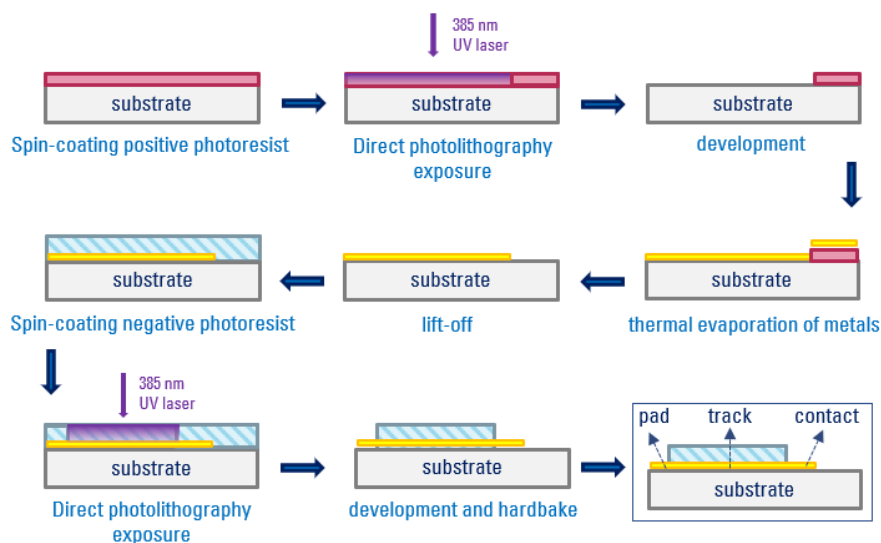 385 nm
UV laser
substrate
substrate
substrate
Spin-coating positive photoresist
Direct photolithography
exposure
development
substrate
substrate
substrate
Spin-coating negative photoresist
lift-off
thermal evaporation of metals
385 nm
UV laser
pad
track
contact
substrate
substrate
substrate
Direct photolithography
exposure
development and hardbake